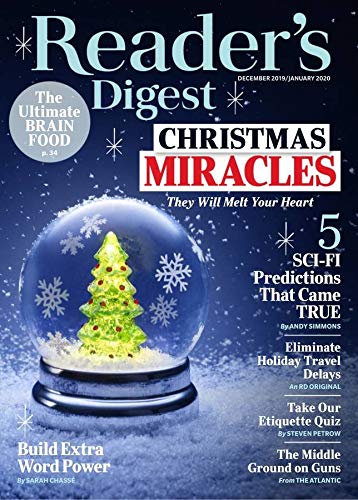 Reader's
Digest
DECEMBER 2019/JANUARY 2020
The
Ultimate
BRAIN
FOOD
p. 34
CHRISTMAS
MIRACLES
They Will Melt Your Heart
5
SCI-FI
Predictions
That Came
TRUE
By ANDY SIMMONS
Eliminate
Holiday Travel
Delays
An RD ORIGINAL
Take Our
Etiquette Quiz
By STEVEN PETROW
The Middle
Ground on Guns
From THE ATLANTIC
Build Extra
Word Power
By SARAH CHASSÉ